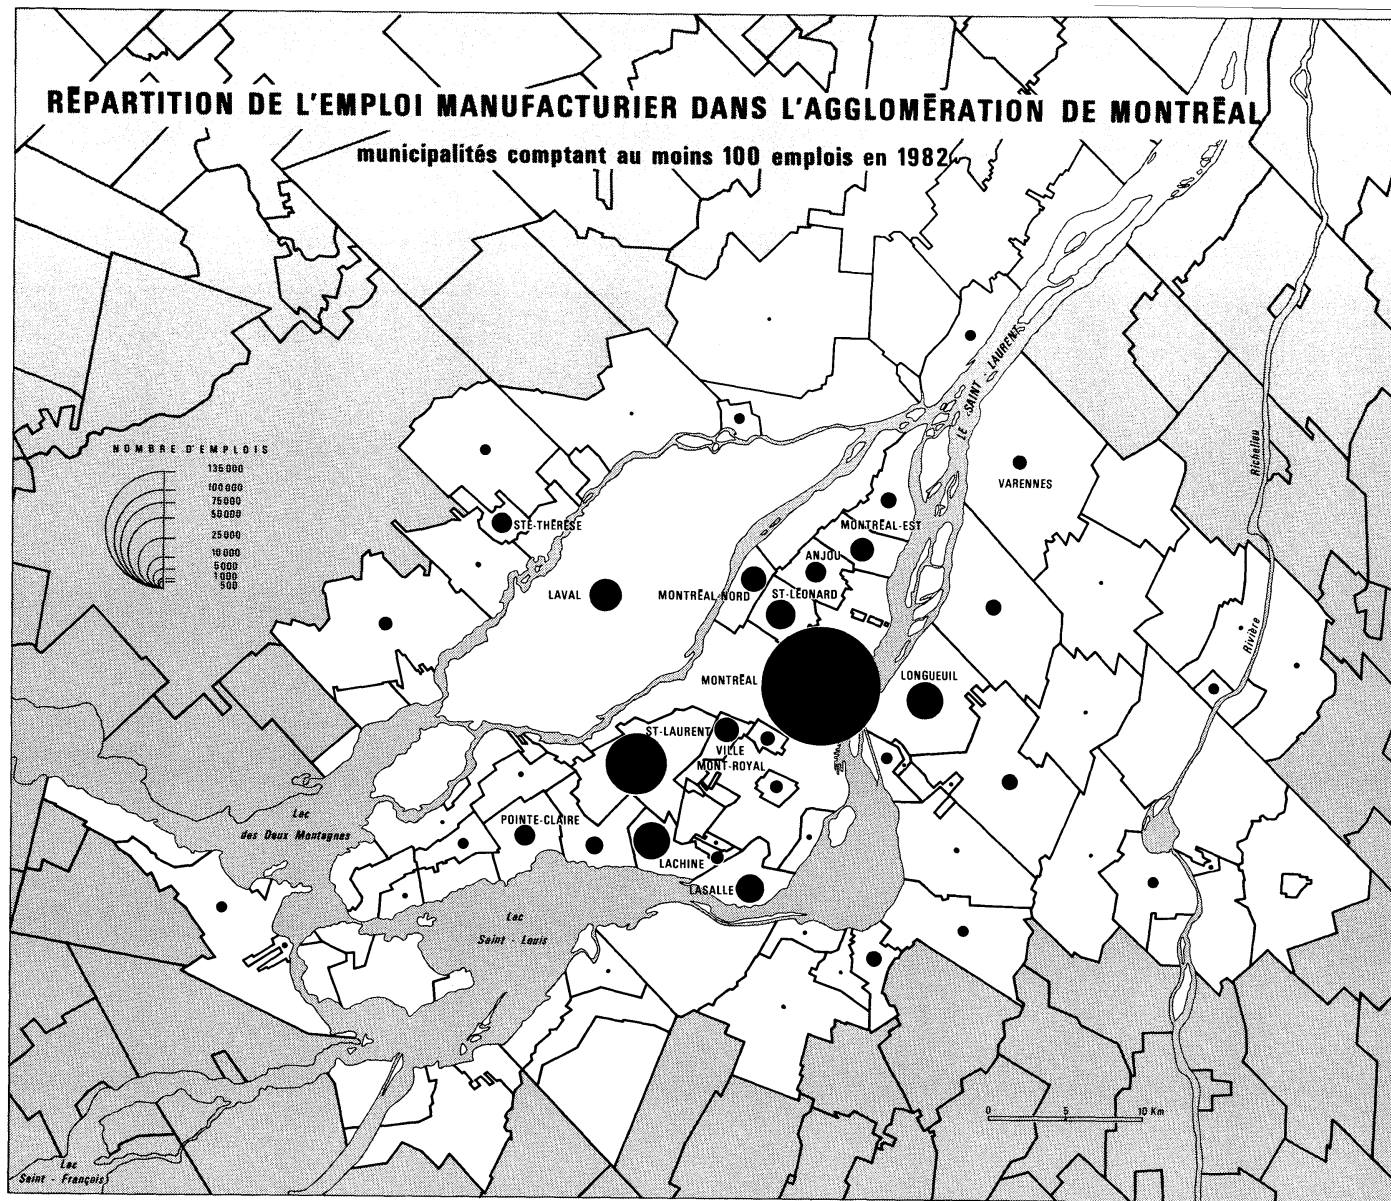 RÉPARTITION DE L'EMPLOI MANUFACTURIER DANS L'AGGLOMÉRATION DE MONTRÉAL
municipalités comptant au moins 100 emplois en 1982
LE SAINT - LAURENT
NOMBRE D'EMPLOIS
135 000
100 000
75 000
50 000
25 000
10 000
5 000
1 000
500
Richelieu
Rivière
VARENNES
STE-THÉRÈSE
MONTRÉAL-EST
ANJOU
LAVAL
MONTRÉAL-NORD
ST-LÉONARD
MONTRÉAL
LONGUEUIL
ST-LAURENT
VILLE
MONT-ROYAL
Lac
des Deux Montagnes
POINTE-CLAIRE
LACHINE
LASALLE
Lac
Saint - Louis
0 5 10 Km
Lac
Saint - François